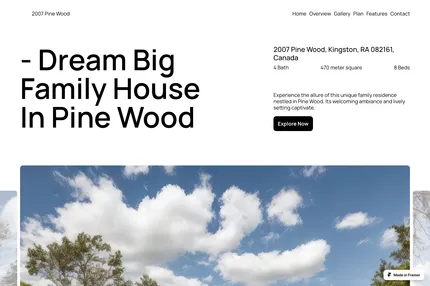 2007 Pine Wood
Home Overview Gallery Plan Features Contact
- Dream Big
Family House
In Pine Wood
2007 Pine Wood, Kingston, RA 082161,
Canada
4 Bath 470 meter square 8 Beds
Experience the allure of this unique family residence
nestled in Pine Wood. Its welcoming ambiance and lively
setting captivate.
Explore Now
Made in Framer